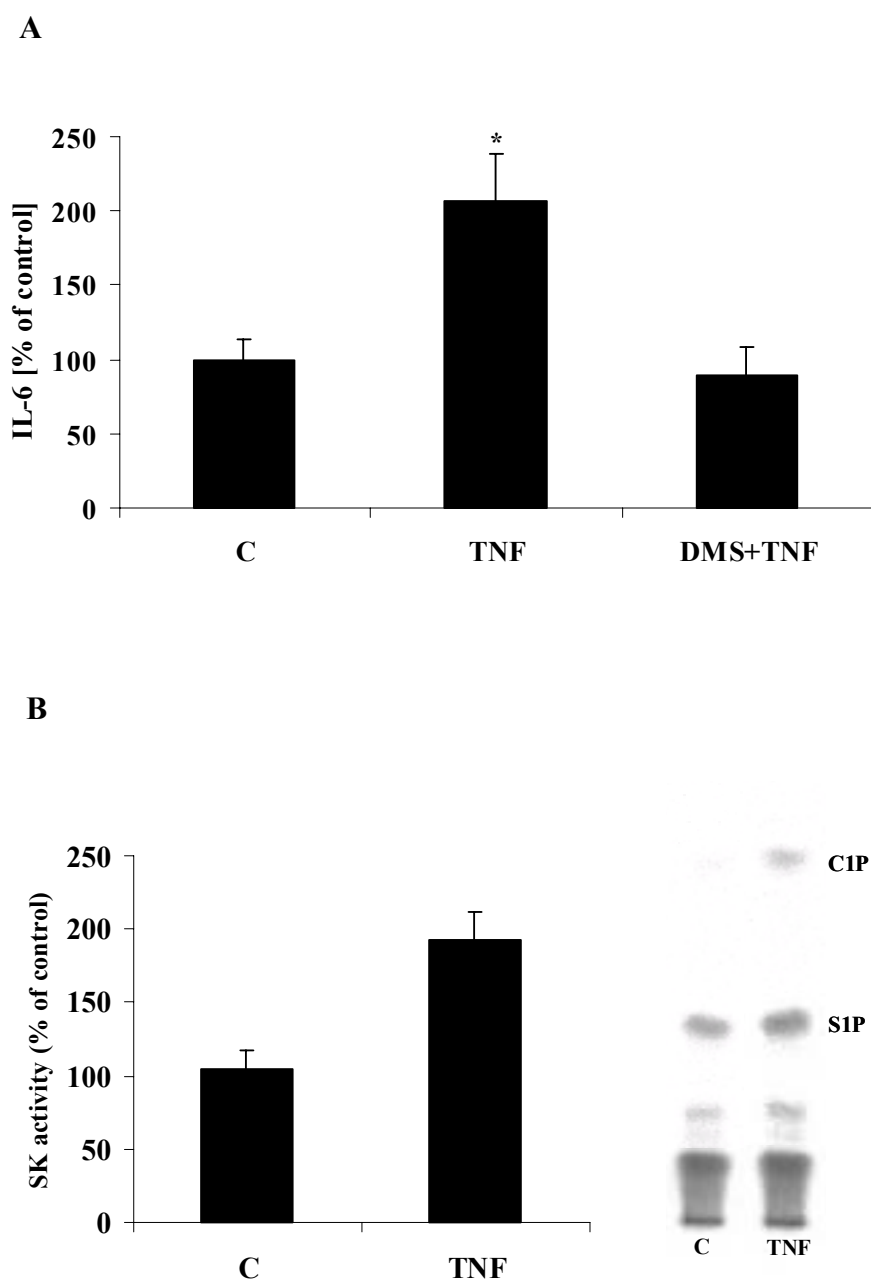 A
*
250
200
150
100
50
0
IL-6 [% of control]
C TNF DMS+TNF
B
250
200
150
100
50
0
SK activity (% of control)
C TNF
C1P
S1P
C TNF